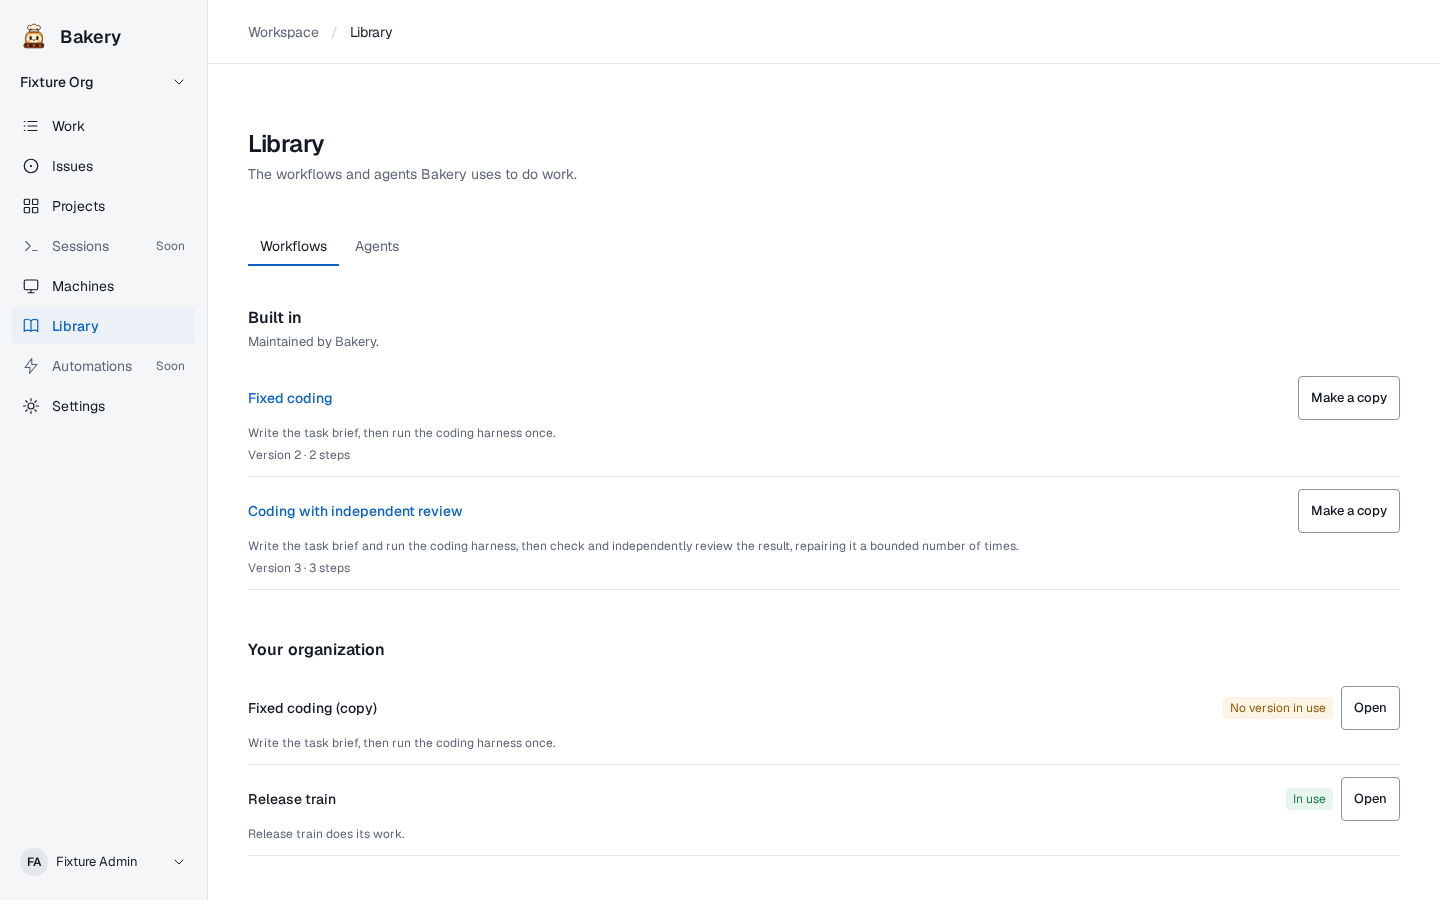 Bakery
Fixture Org
Work
Issues
Projects
Sessions Soon
Machines
Library
Automations Soon
Settings
FA Fixture Admin
Workspace / Library
Library
The workflows and agents Bakery uses to do work.
Workflows Agents
Built in
Maintained by Bakery.
Fixed coding Make a copy
Write the task brief, then run the coding harness once.
Version 2 · 2 steps
Coding with independent review Make a copy
Write the task brief and run the coding harness, then check and independently review the result, repairing it a bounded number of times.
Version 3 · 3 steps
Your organization
Fixed coding (copy) No version in use Open
Write the task brief, then run the coding harness once.
Release train In use Open
Release train does its work.